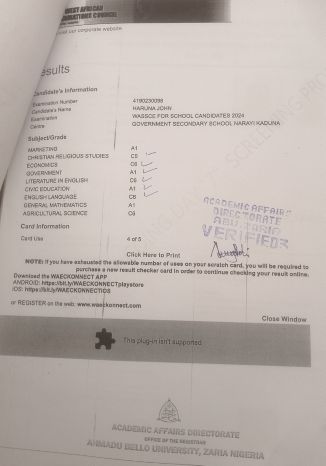 WEST AFRICAN
EXAMINATIONS COUNCIL
visit our corporate website.
esults
Candidate's Information
Examination Number 4190230098
Candidate's Name HARUNA JOHN
Examination WASSCE FOR SCHOOL CANDIDATES 2024
Centre GOVERNMENT SECONDARY SCHOOL NARAYI KADUNA
Subject/Grade
MARKETING A1
CHRISTIAN RELIGIOUS STUDIES C5
ECONOMICS C6
GOVERNMENT A1
LITERATURE IN ENGLISH C6
CIVIC EDUCATION A1
ENGLISH LANGUAGE C6
GENERAL MATHEMATICS A1
AGRICULTURAL SCIENCE C6
ACADEMIC AFFAIR
DIRECTORATE
ABU, ZARIA
VERIFIED
Card Information
Card Use 4 of 5
Click Here to Print
NOTE: If you have exhausted the allowable number of uses on your scratch card, you will be required to
purchase a new result checker card in order to continue checking your result online.
Download the WAECKONNECT APP
ANDROID: https://bit.ly/WAECKONNECTplaystore
iOS: https://bit.ly/WAECKONNECTiOS
or REGISTER on the web: www.waeckonnect.com
Close Window
This plug-in isn't supported
ACADEMIC AFFAIRS DIRECTORATE
OFFICE OF THE REGISTRAR
AHMADU BELLO UNIVERSITY, ZARIA NIGERIA